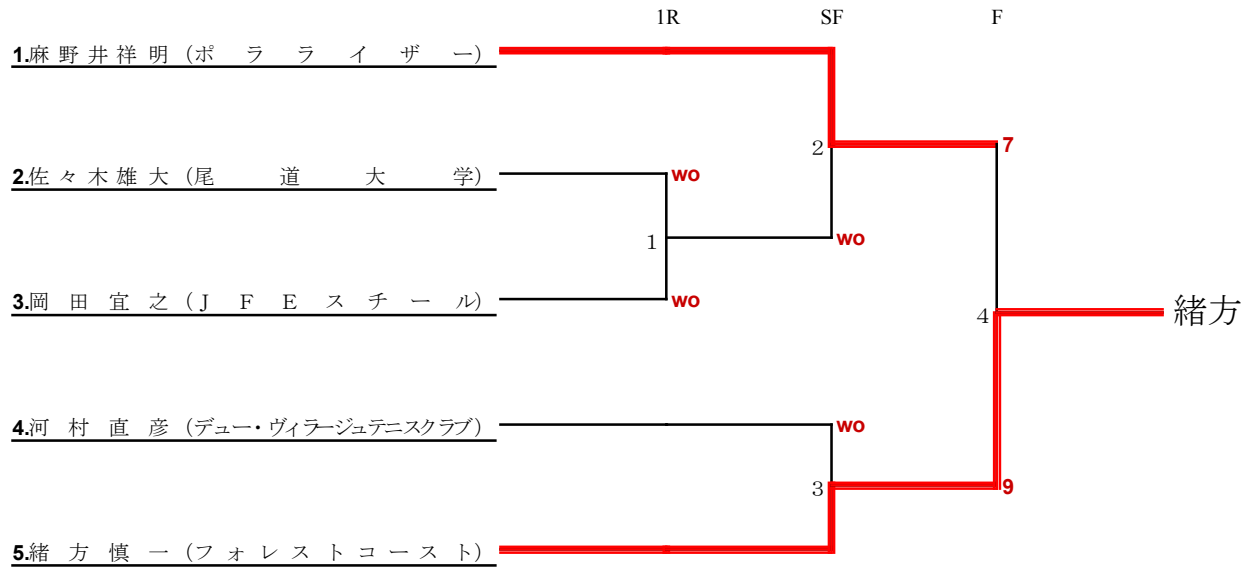 1R SF F
1.麻野井祥明(ポラライザー)
2 7
2.佐々木雄大(尾道大学) wo
1 wo
3.岡田宜之(JFEスチール) wo
4 緒方
4.河村直彦(デュー・ヴィラージュテニスクラブ) wo
3 9
5.緒方慎一(フォレストコースト)